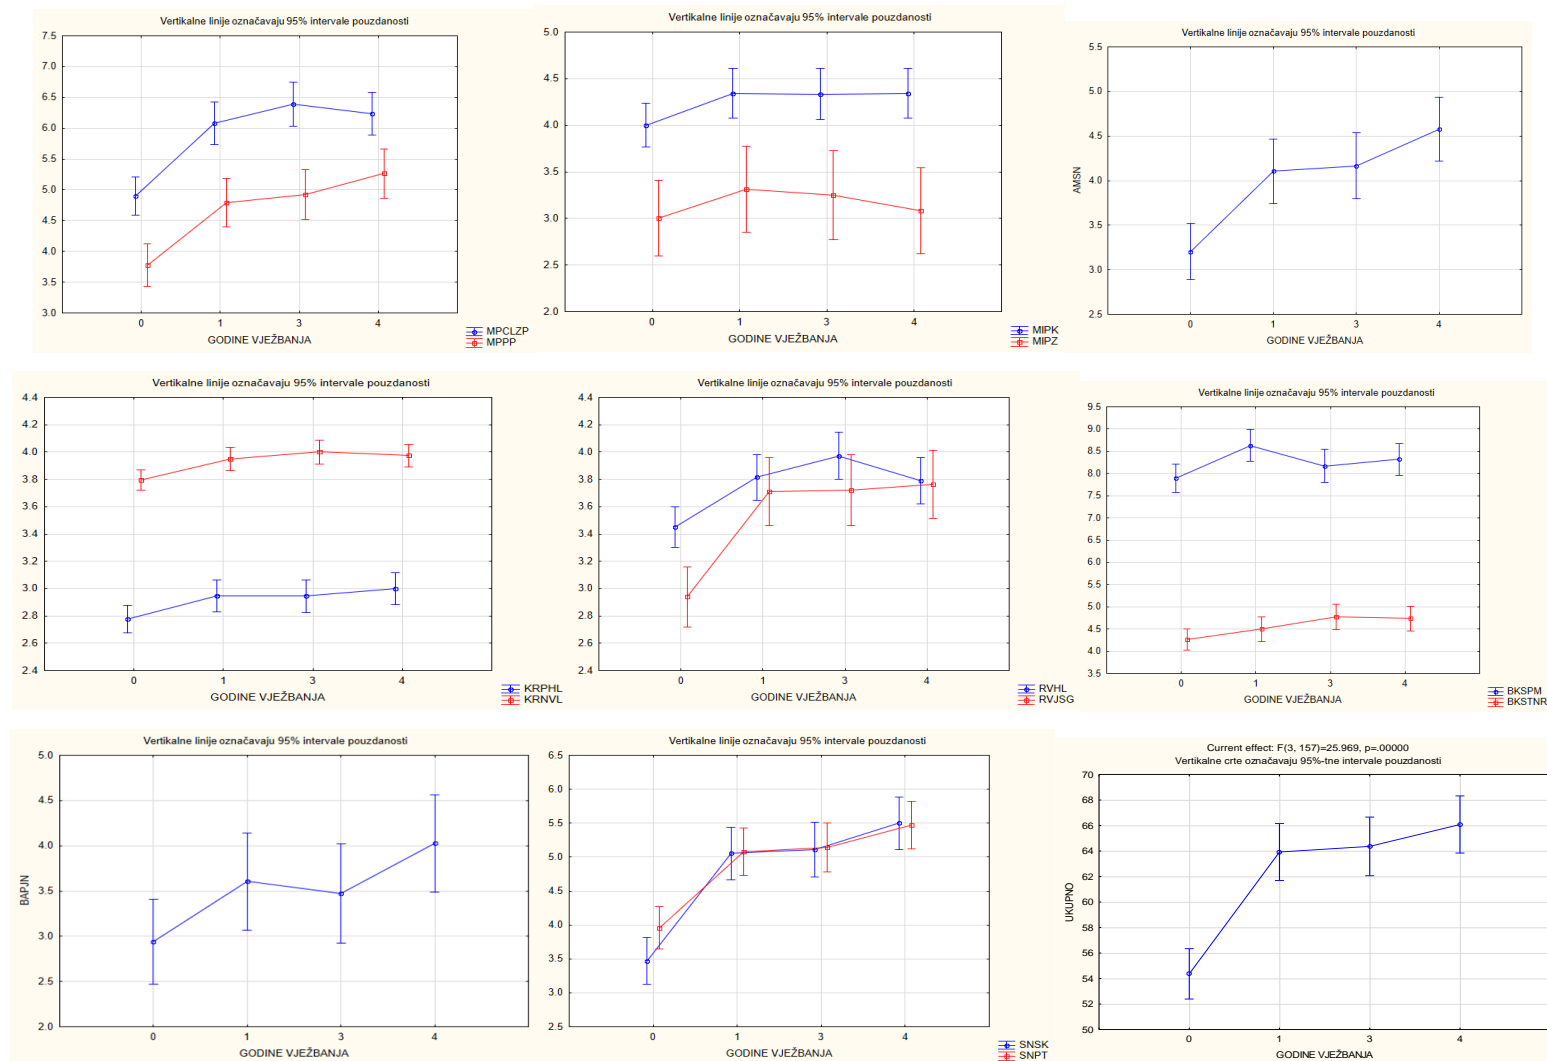 Vertikalne linije označavaju 95% intervale pouzdanosti
7.5
7.0
6.5
6.0
5.5
5.0
4.5
4.0
3.5
3.0
0 1 3 4
GODINE VJEŽBANJA
MPCLZP
MPPP
Vertikalne linije označavaju 95% intervale pouzdanosti
5.0
4.5
4.0
3.5
3.0
2.5
2.0
0 1 3 4
GODINE VJEŽBANJA
MIPK
MIPZ
Vertikalne linije označavaju 95% intervale pouzdanosti
AMSN
5.5
5.0
4.5
4.0
3.5
3.0
2.5
0 1 3 4
GODINE VJEŽBANJA
Vertikalne linije označavaju 95% intervale pouzdanosti
4.4
4.2
4.0
3.8
3.6
3.4
3.2
3.0
2.8
2.6
2.4
0 1 3 4
GODINE VJEŽBANJA
KRPHL
KRNVL
Vertikalne linije označavaju 95% intervale pouzdanosti
4.4
4.2
4.0
3.8
3.6
3.4
3.2
3.0
2.8
2.6
2.4
0 1 3 4
GODINE VJEŽBANJA
RVHL
RVJSG
Vertikalne linije označavaju 95% intervale pouzdanosti
9.5
9.0
8.5
8.0
7.5
7.0
6.5
6.0
5.5
5.0
4.5
4.0
3.5
0 1 3 4
GODINE VJEŽBANJA
BKSPM
BKSTNR
Vertikalne linije označavaju 95% intervale pouzdanosti
BAPJN
5.0
4.5
4.0
3.5
3.0
2.5
2.0
0 1 3 4
GODINE VJEŽBANJA
Vertikalne linije označavaju 95% intervale pouzdanosti
6.5
6.0
5.5
5.0
4.5
4.0
3.5
3.0
2.5
0 1 3 4
GODINE VJEŽBANJA
SNSK
SNPT
Current effect: F(3, 157)=25.969, p=.00000
Vertikalne crte označavaju 95%-tne intervale pouzdanosti
UKUPNO
70
68
66
64
62
60
58
56
54
52
50
0 1 3 4
GODINE VJEŽBANJA